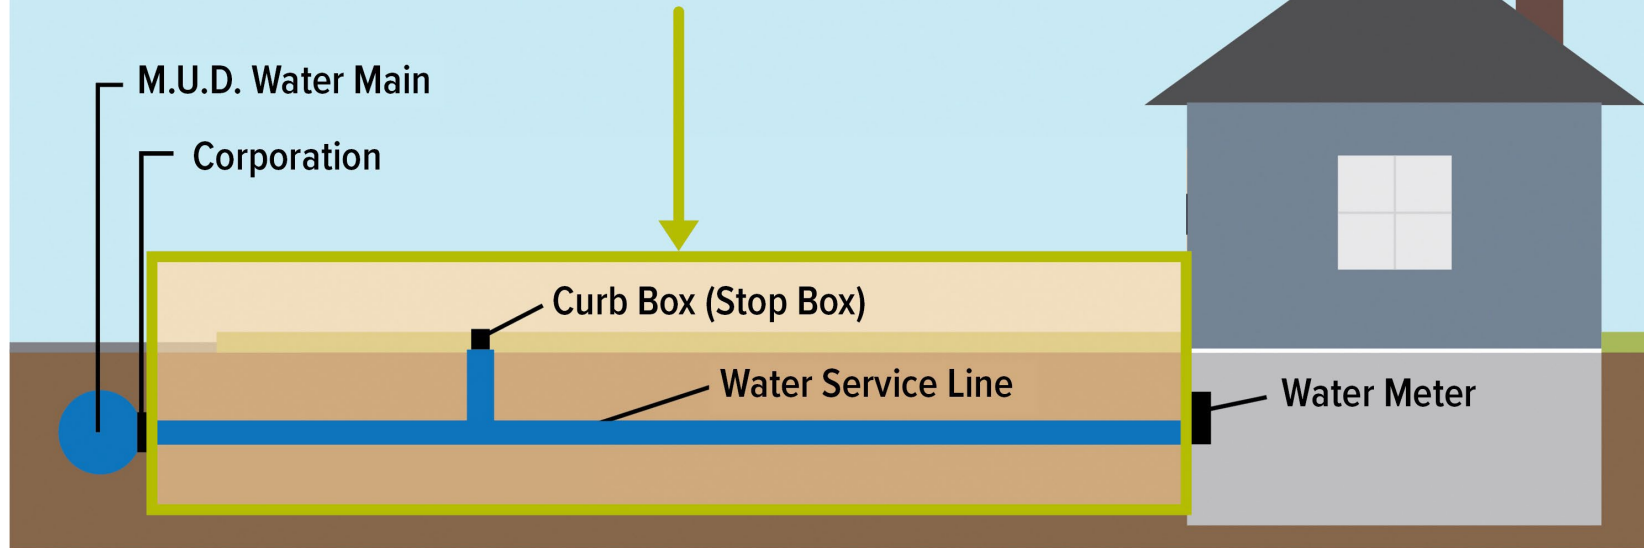 M.U.D. Water Main
Corporation
Curb Box (Stop Box)
Water Service Line
Water Meter